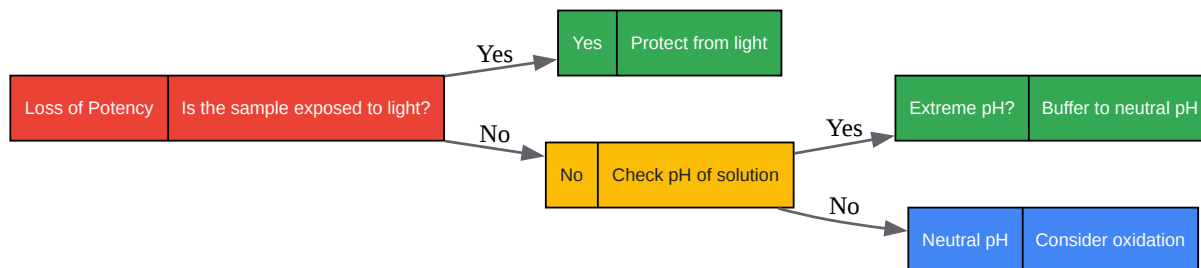 Loss of Potency
Is the sample exposed to light?
Yes
Yes
Protect from light
No
No
Check pH of solution
Yes
Extreme pH?
Buffer to neutral pH
No
Neutral pH
Consider oxidation